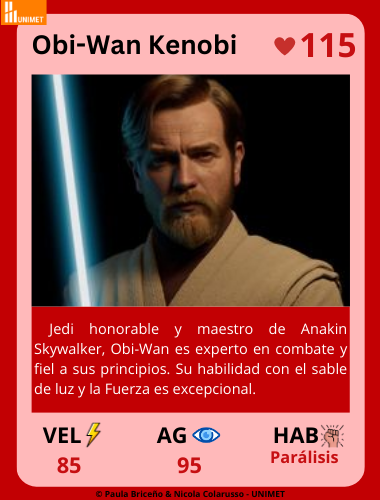 UNIMET
Obi-Wan Kenobi
115
Jedi honorable y maestro de Anakin
Skywalker, Obi-Wan es experto en combate y
fiel a sus principios. Su habilidad con el sable
de luz y la Fuerza es excepcional.
VEL AG HAB
85 95 Parálisis
© Paula Briceño & Nicola Colarusso - UNIMET